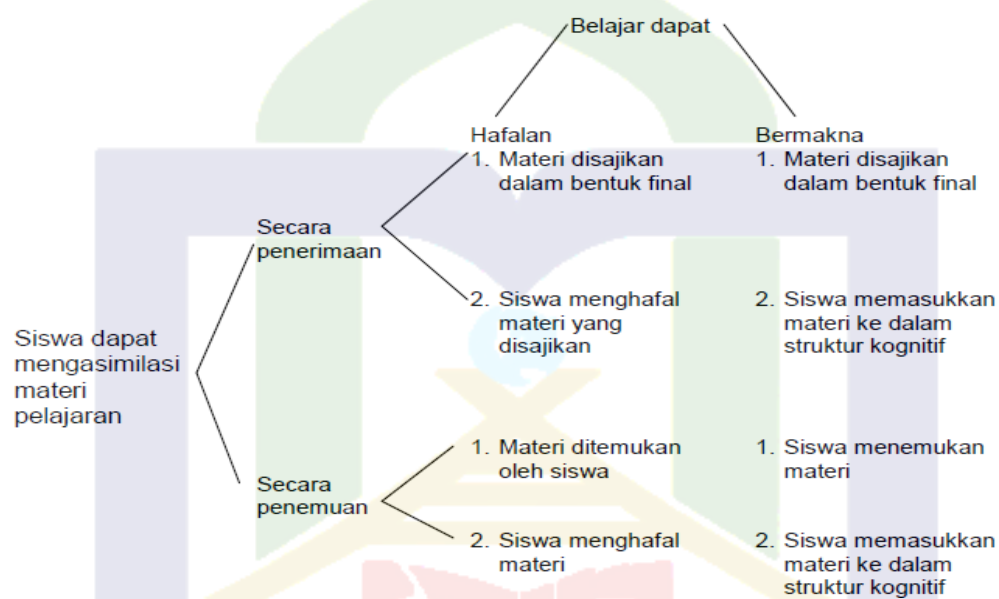 Belajar dapat
Hafalan
1. Materi disajikan
dalam bentuk final
Bermakna
1. Materi disajikan
dalam bentuk final
Secara
penerimaan
2. Siswa menghafal
materi yang
disajikan
2. Siswa memasukkan
materi ke dalam
struktur kognitif
Siswa dapat
mengasimilasi
materi
pelajaran
1. Materi ditemukan
oleh siswa
1. Siswa menemukan
materi
Secara
penemuan
2. Siswa menghafal
materi
2. Siswa memasukkan
materi ke dalam
struktur kognitif